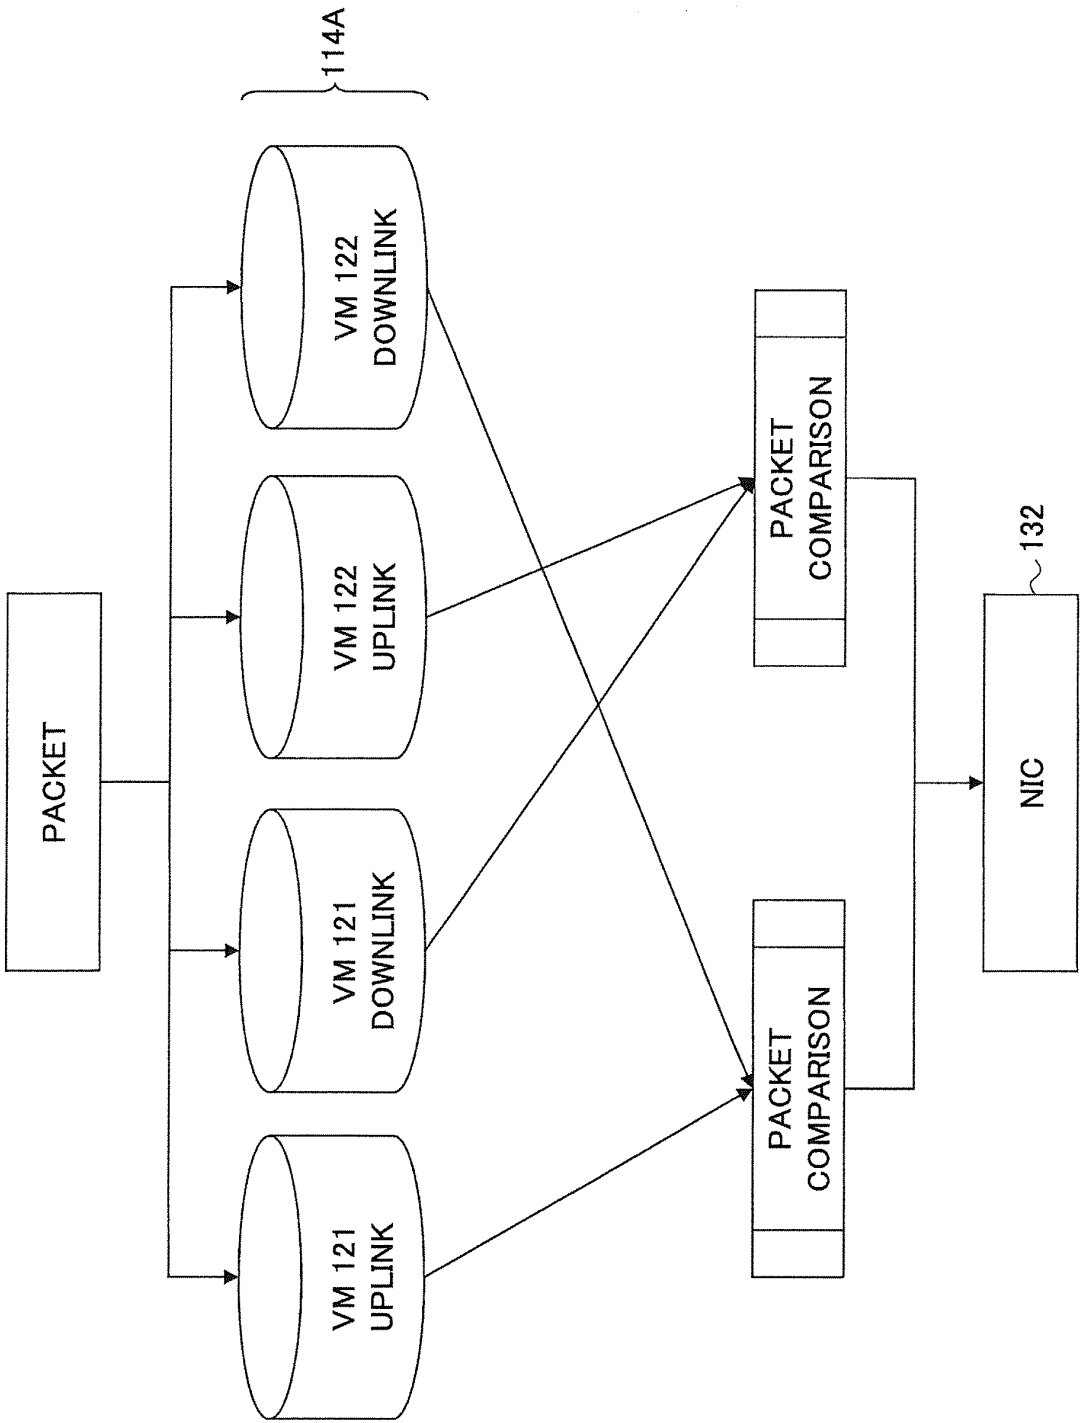 PACKET
114A
VM 121
UPLINK
VM 121
DOWNLINK
VM 122
UPLINK
VM 122
DOWNLINK
PACKET
COMPARISON
PACKET
COMPARISON
132
NIC